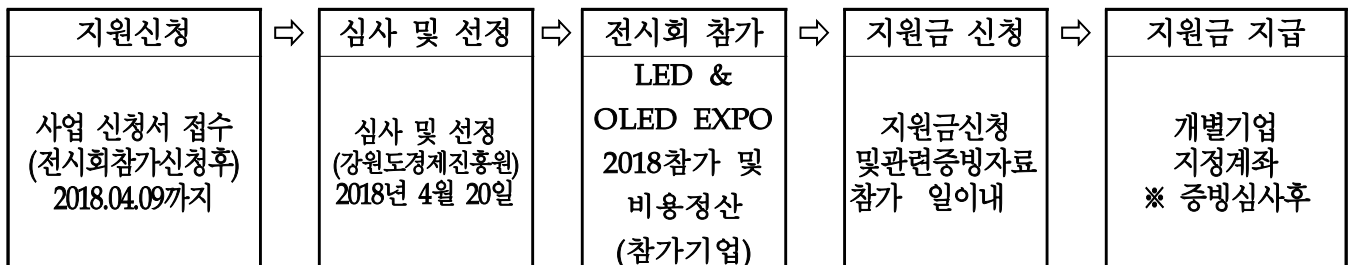 지원신청 ⇨ 심사 및 선정 ⇨ 전시회 참가 ⇨ 지원금 신청 ⇨ 지원금 지급
사업 신청서 접수
(전시회참가신청후)
2018.04.09까지
심사 및 선정
(강원도경제진흥원)
2018년 4월 20일
LED &
OLED EXPO
2018참가 및
비용정산
(참가기업)
지원금신청
및관련증빙자료
참가 일이내
개별기업
지정계좌
※ 증빙심사후